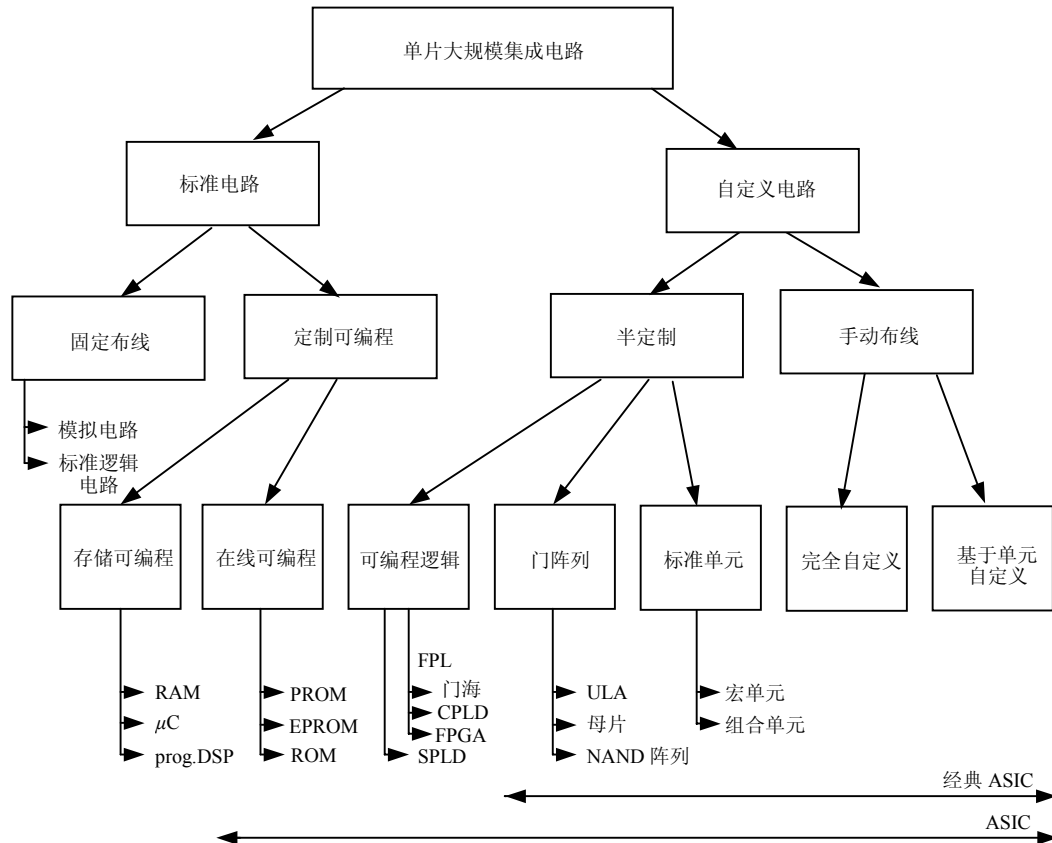 单片大规模集成电路
标准电路
自定义电路
固定布线
定制可编程
半定制
手动布线
模拟电路
标准逻辑
电路
存储可编程
在线可编程
可编程逻辑
门阵列
标准单元
完全自定义
基于单元
自定义
RAM
μC
prog.DSP
PROM
EPROM
ROM
FPL
门海
CPLD
FPGA
SPLD
ULA
母片
NAND 阵列
宏单元
组合单元
经典 ASIC
ASIC